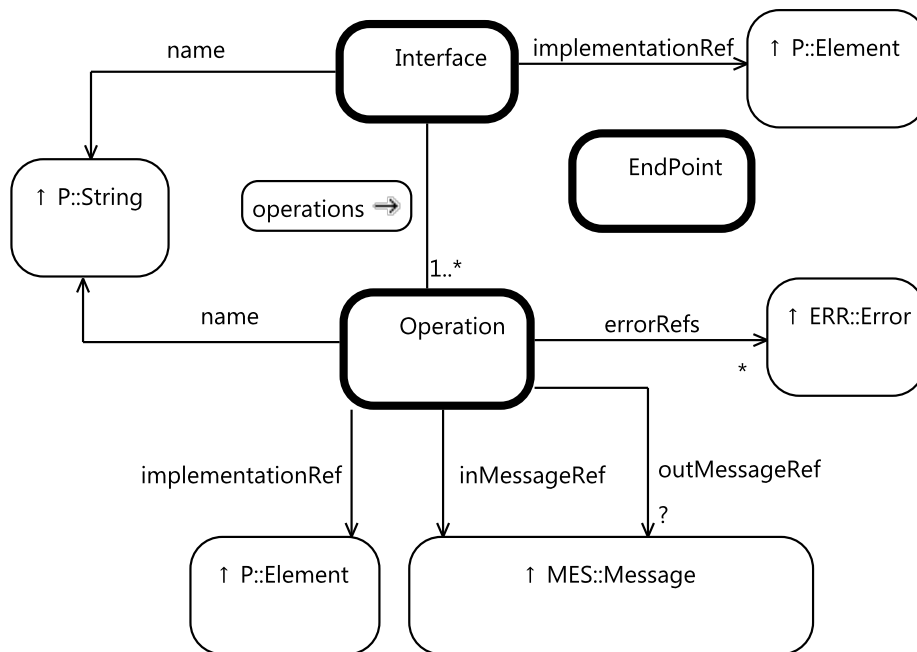 name
Interface
implementationRef
↑ P::Element
EndPoint
↑ P::String
operations →
1..*
name
Operation
errorRefs
↑ ERR::Error
*
implementationRef
inMessageRef
outMessageRef
?
↑ P::Element
↑ MES::Message